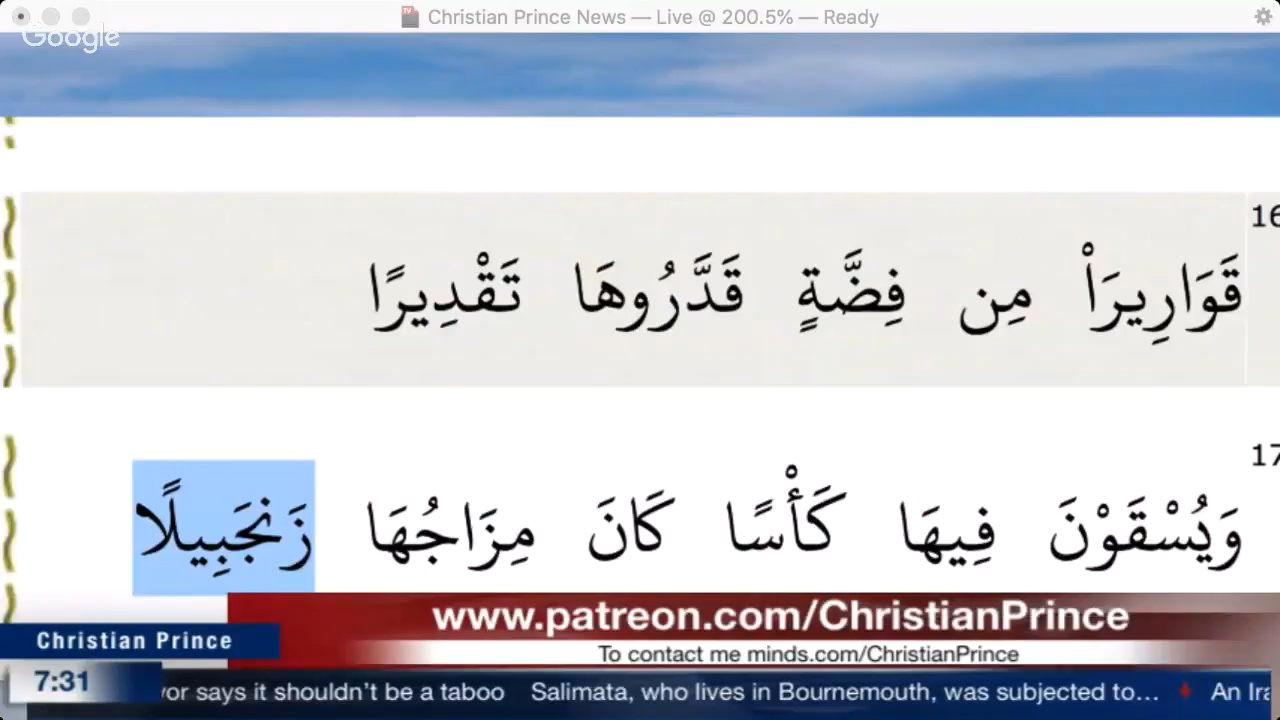 Christian Prince News — Live @ 200.5% — Ready
Google
16
قَوَارِيرَا۟ مِن فِضَّةٍ قَدَّرُوهَا تَقْدِيرًا
17
وَيُسْقَوْنَ فِيهَا كَأْسًا كَانَ مِزَاجُهَا زَنجَبِيلًا
www.patreon.com/ChristianPrince
Christian Prince
To contact me minds.com/ChristianPrince
7:31
says it shouldn't be a taboo Salimata, who lives in Bournemouth, was subjected to... ♦ An